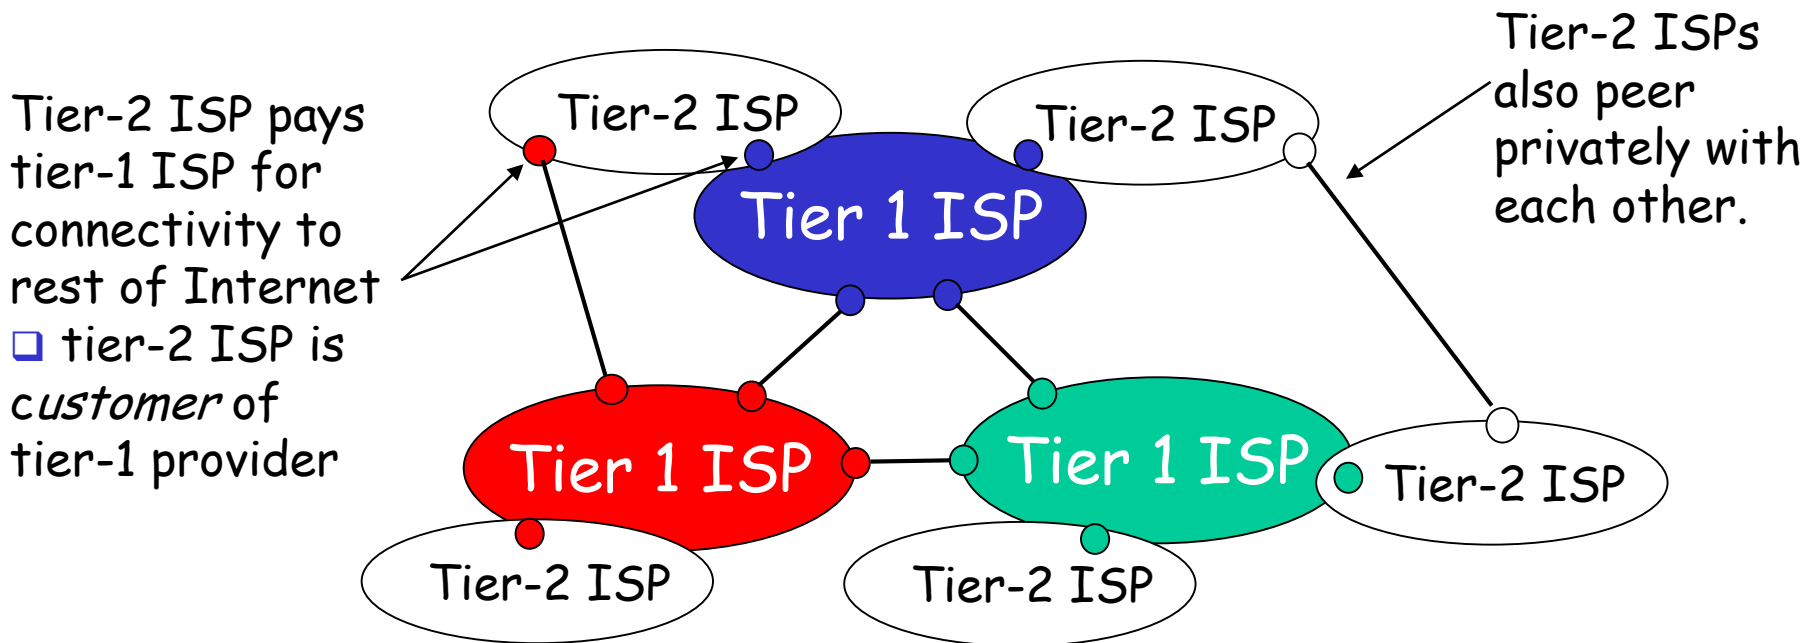 Tier-2 ISP pays
tier-1 ISP for
connectivity to
rest of Internet
❑ tier-2 ISP is
customer of
tier-1 provider
Tier-2 ISP
Tier-2 ISP
Tier-2 ISPs
also peer
privately with
each other.
Tier 1 ISP
Tier 1 ISP
Tier 1 ISP
Tier-2 ISP
Tier-2 ISP
Tier-2 ISP